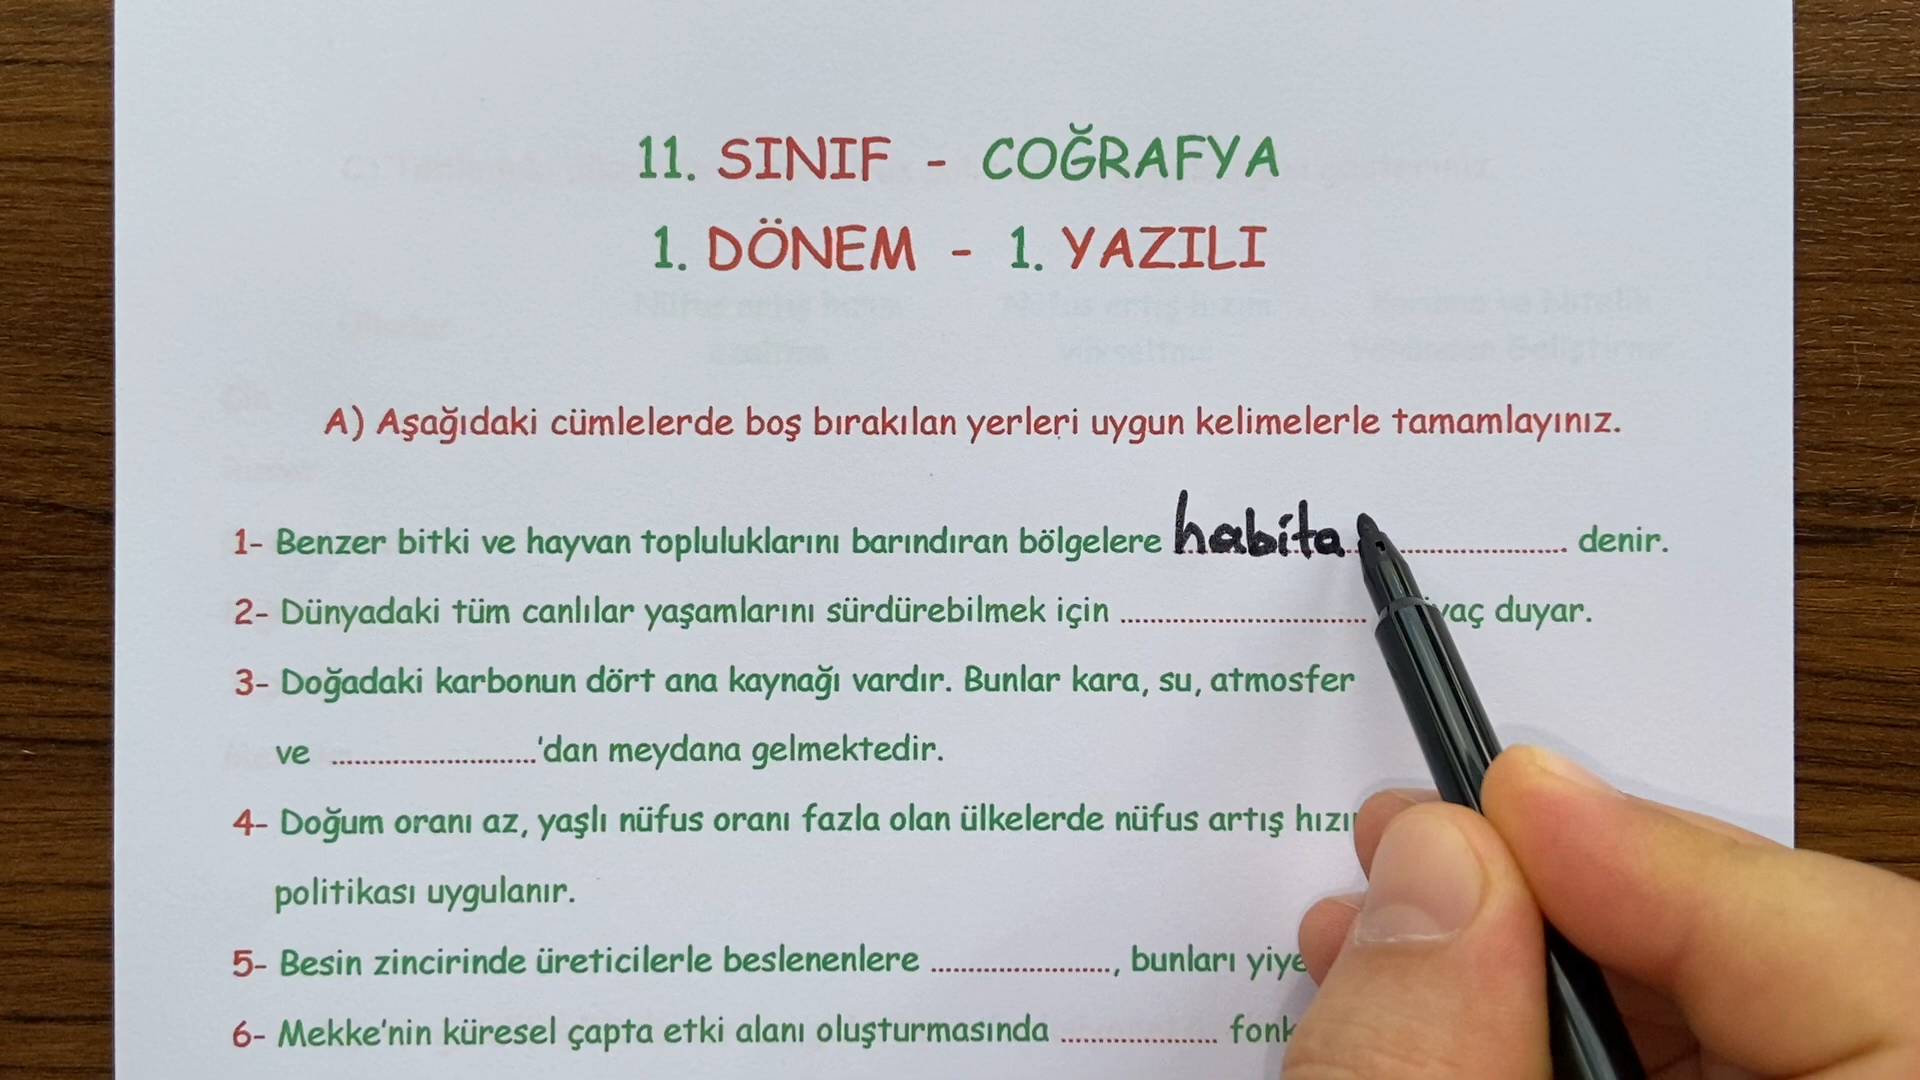 11. SINIF - COĞRAFYA
1. DÖNEM - 1. YAZILI
A) Aşağıdaki cümlelerde boş bırakılan yerleri uygun kelimelerle tamamlayınız.
1- Benzer bitki ve hayvan topluluklarını barındıran bölgelere habita .................... denir.
2- Dünyadaki tüm canlılar yaşamlarını sürdürebilmek için .............................. duyar.
3- Doğadaki karbonun dört ana kaynağı vardır. Bunlar kara, su, atmosfer
ve .........................'dan meydana gelmektedir.
4- Doğum oranı az, yaşlı nüfus oranı fazla olan ülkelerde nüfus artış
politikası uygulanır.
5- Besin zincirinde üreticilerle beslenenlere ......................, bunları
6- Mekke'nin küresel çapta etki alanı oluşturmasında ...................